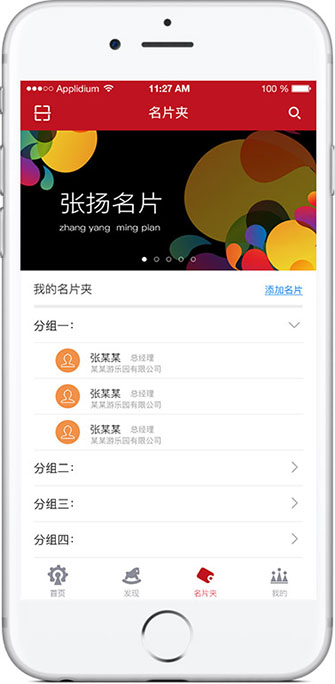 Applidium
11:27 AM
100 %
名片夹
张扬名片
zhang yang ming pian
我的名片夹
添加名片
分组一：
张某某 总经理
某某游乐园有限公司
张某某 总经理
某某游乐园有限公司
张某某 总经理
某某游乐园有限公司
分组二：
分组三：
分组四：
首页
发现
名片夹
我的